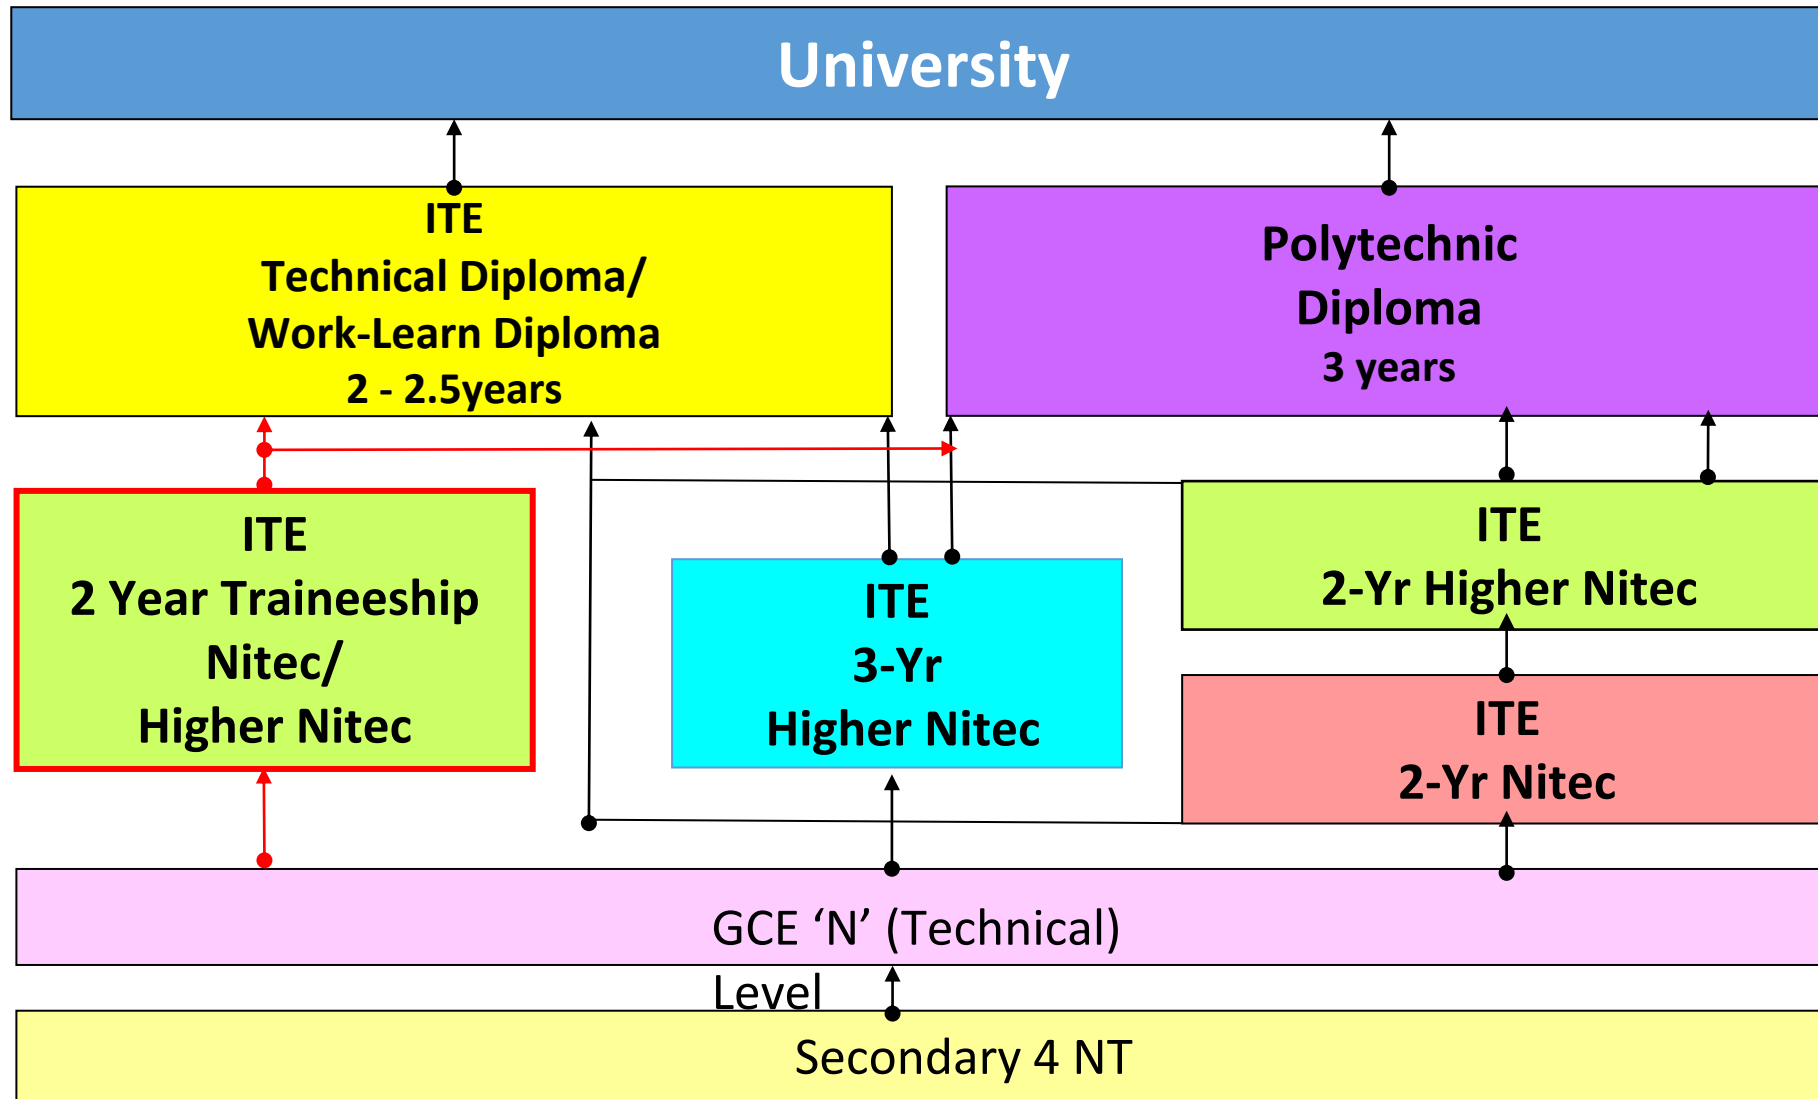 University
ITE
Technical Diploma/
Work-Learn Diploma
2 - 2.5years
Polytechnic
Diploma
3 years
ITE
2 Year Traineeship
Nitec/
Higher Nitec
ITE
3-Yr
Higher Nitec
ITE
2-Yr Higher Nitec
ITE
2-Yr Nitec
GCE ‘N’ (Technical)
Level
Secondary 4 NT